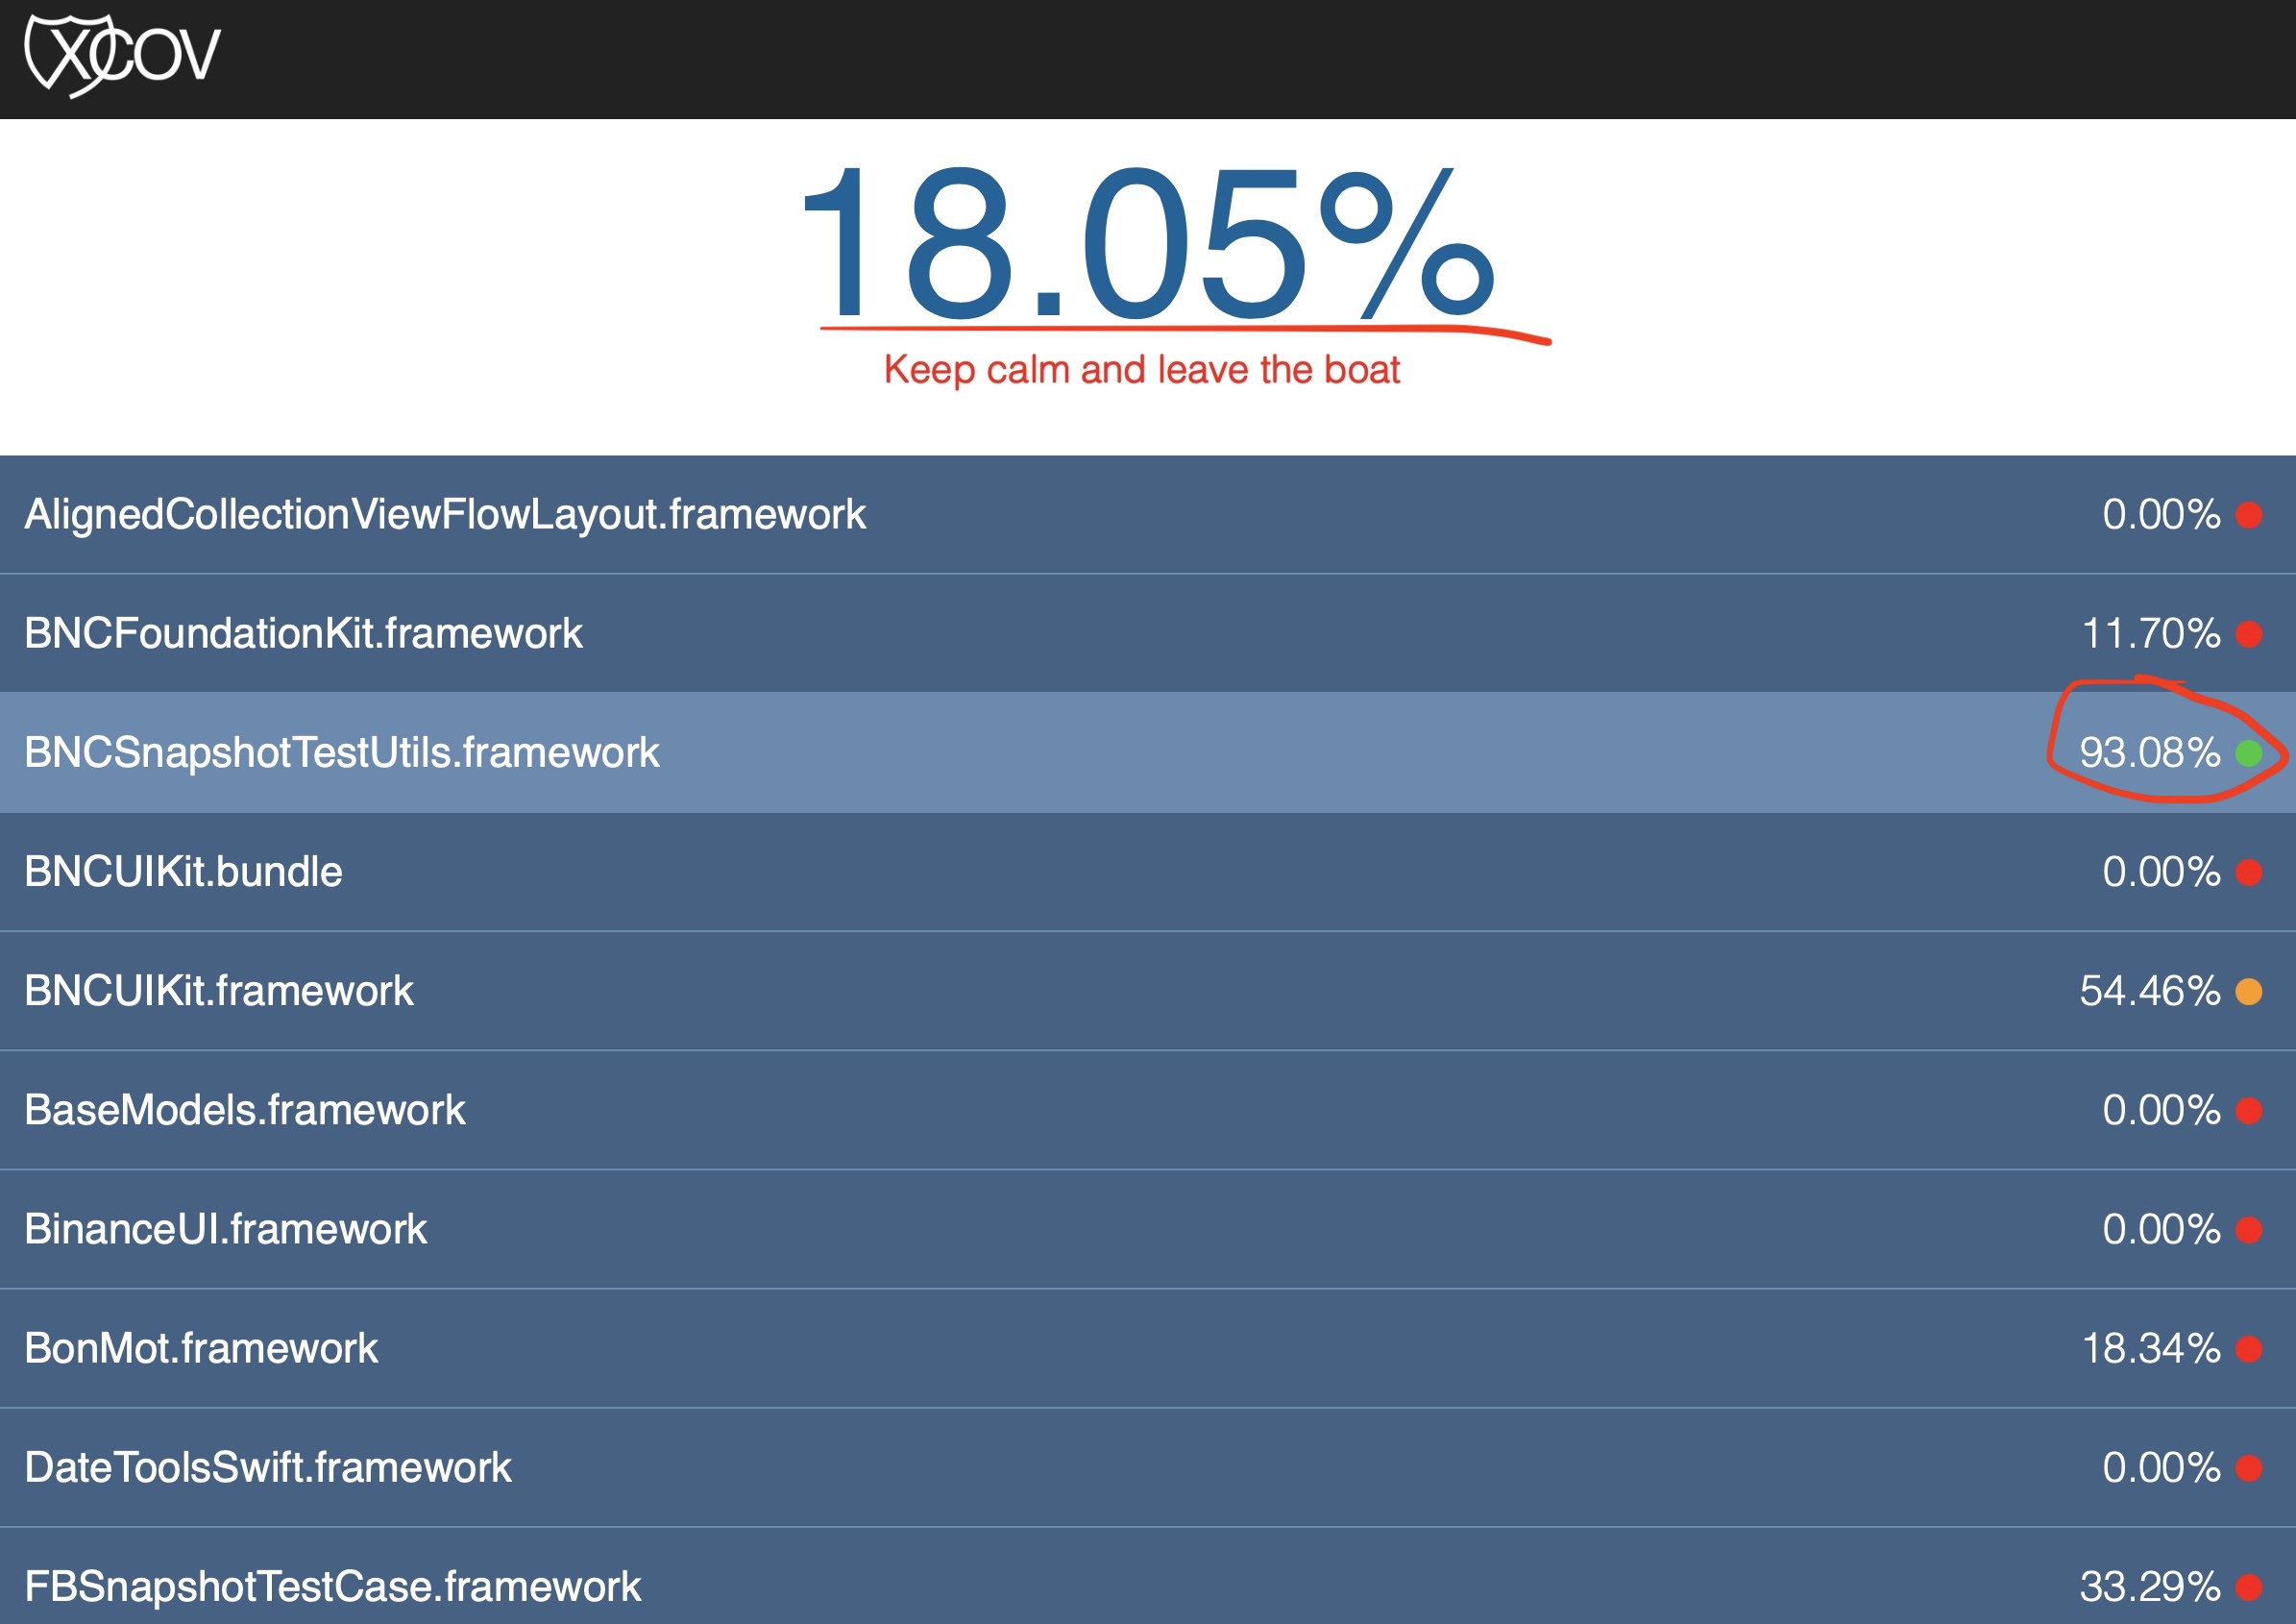 XCOV
18.05%
Keep calm and leave the boat
AlignedCollectionViewFlowLayout.framework 0.00%
BNCFoundationKit.framework 11.70%
BNCSnapshotTestUtils.framework 93.08%
BNCUIKit.bundle 0.00%
BNCUIKit.framework 54.46%
BaseModels.framework 0.00%
BinanceUI.framework 0.00%
BonMot.framework 18.34%
DateToolsSwift.framework 0.00%
FBSnapshotTestCase.framework 33.29%